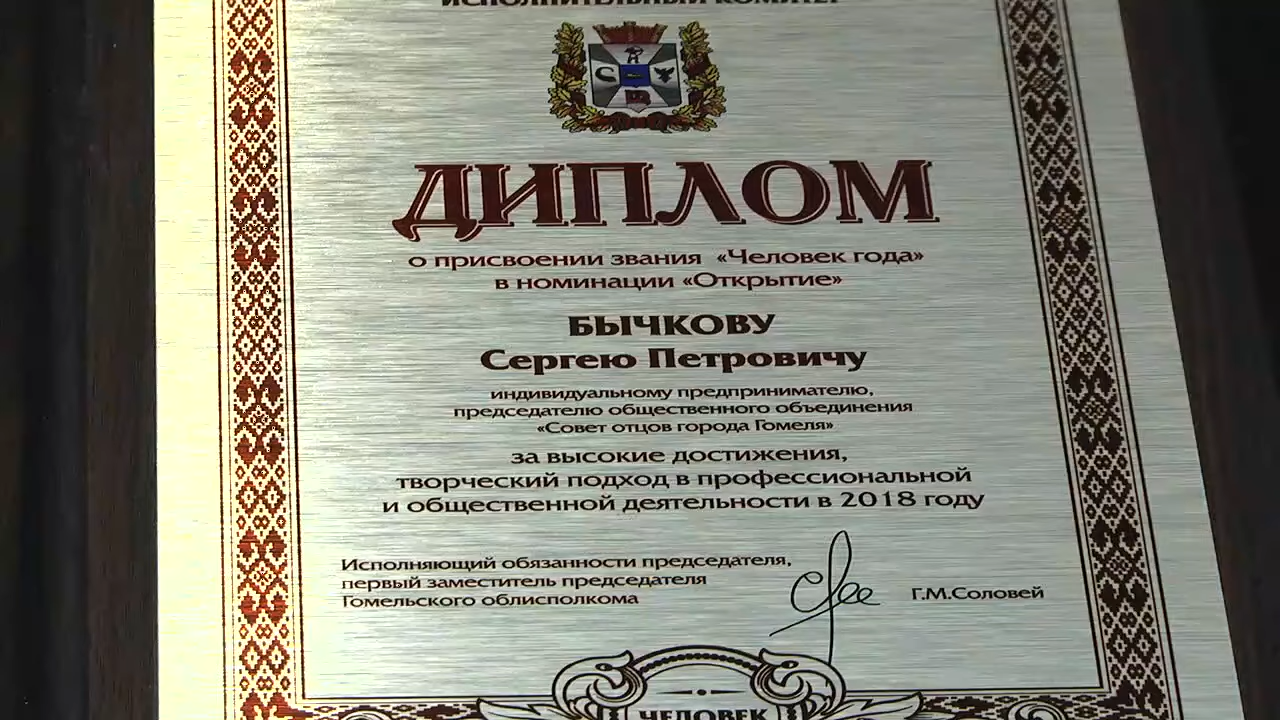 ИСПОЛНИТЕЛЬНЫЙ КОМИТЕТ
ДИПЛОМ
о присвоении звания «Человек года»
в номинации «Открытие»
БЫЧКОВУ
Сергею Петровичу
индивидуальному предпринимателю,
председателю общественного объединения
«Совет отцов города Гомеля»
за высокие достижения,
творческий подход в профессиональной
и общественной деятельности в 2018 году
Исполняющий обязанности председателя,
первый заместитель председателя
Гомельского облисполкома
Г.М.Соловей
ЧЕЛОВЕК